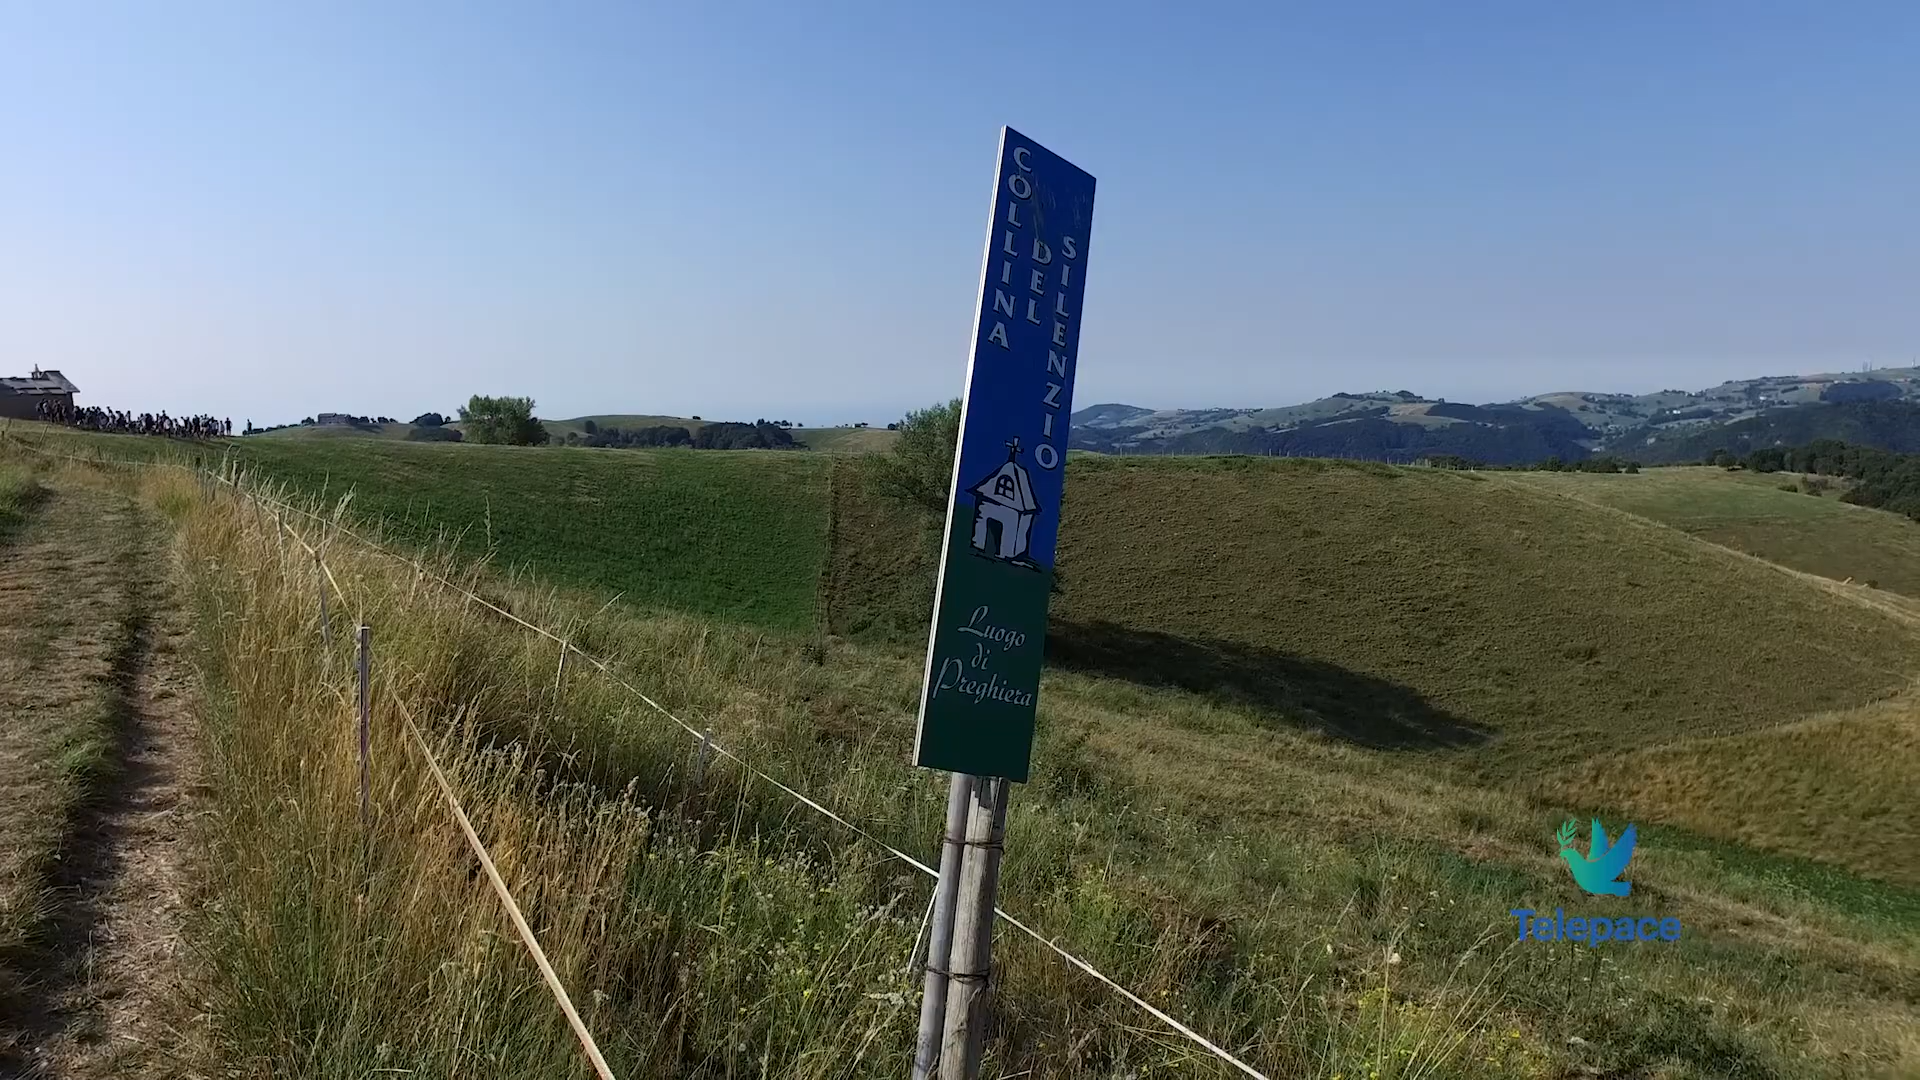 COLLINA
DEL
SILENZIO
Luogo
di
Preghiera
Telepace